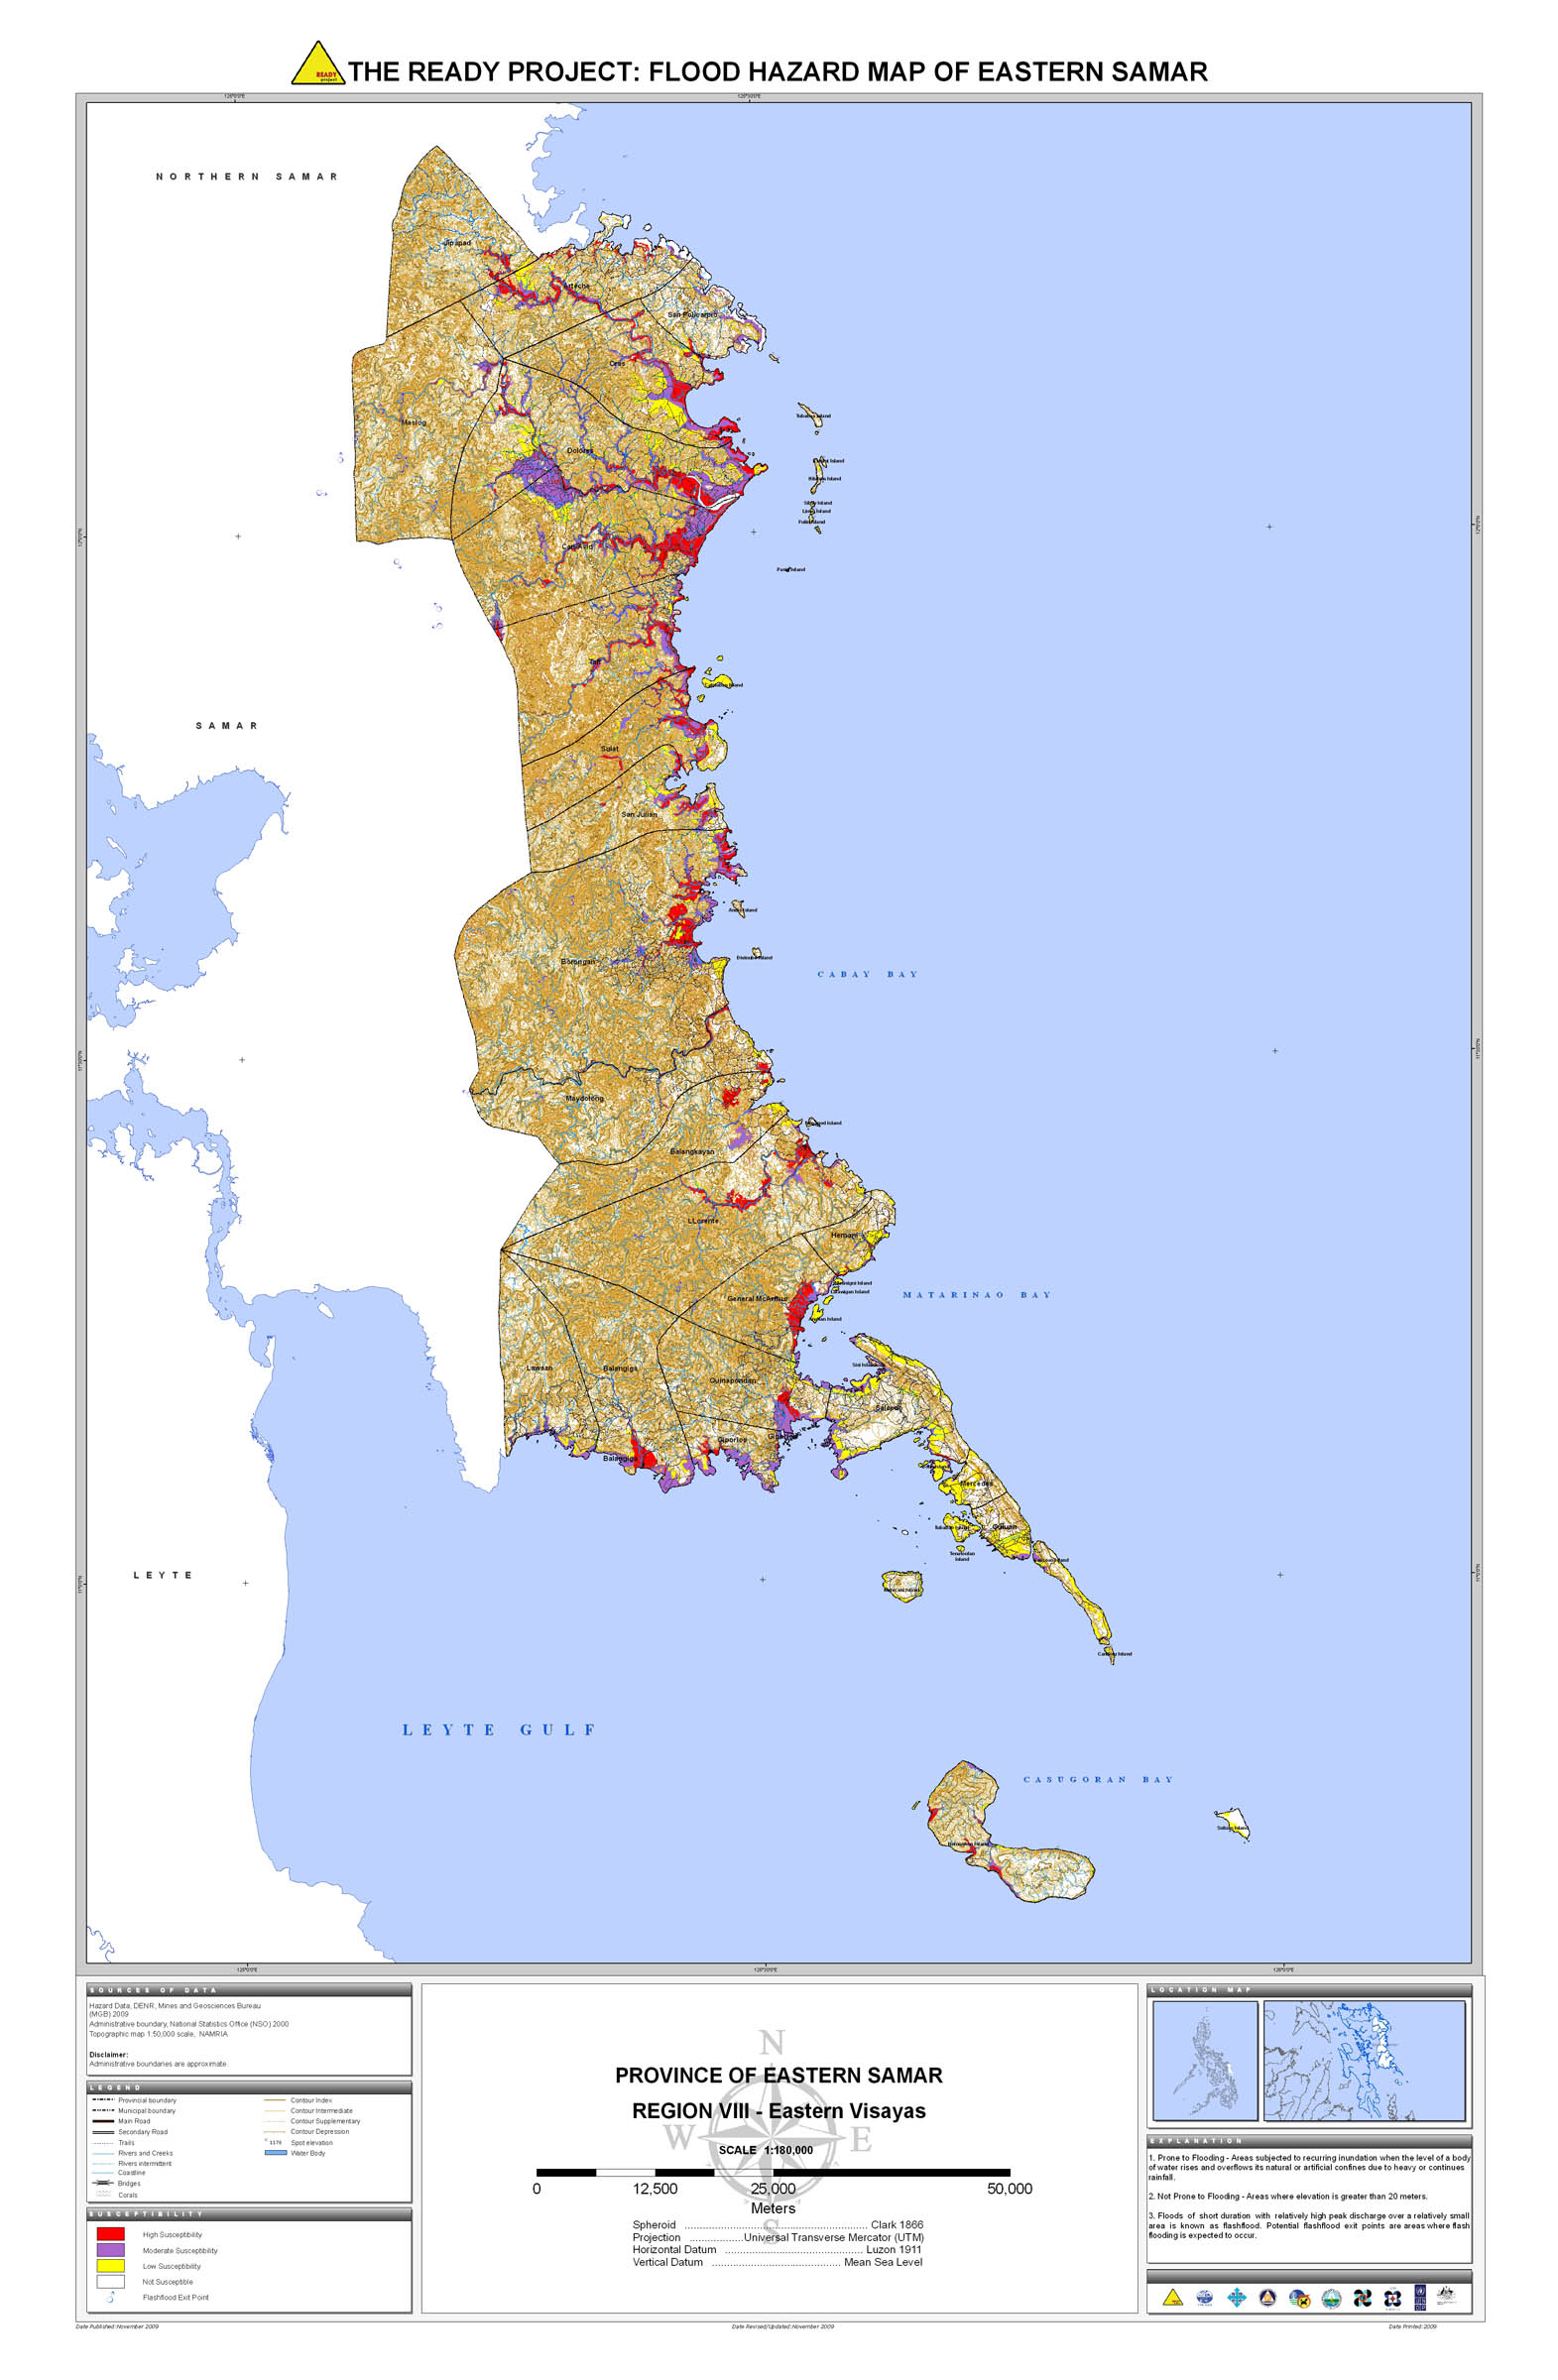 READY
project
THE READY PROJECT: FLOOD HAZARD MAP OF EASTERN SAMAR
NORTHERN SAMAR
Jipapad
Arteche
San Policarpio
Oras
Maslog
Dolores
Can-Avid
Taft
SAMAR
Sulat
San Julian
Borongan
CABAY BAY
Maydolong
Balangkayan
LLorente
Hernani
General McArthur
MATARINAO BAY
Lawaan
Balangiga
Quinapondan
Salcedo
Giporlos
Balangiga
Mercedes
Guiuan
LEYTE
LEYTE GULF
CASUGORAN BAY
SOURCES OF DATA
Hazard Data, DENR, Mines and Geosciences Bureau
(MGB) 2009
Administrative boundary, National Statistics Office (NSO) 2000
Topographic map 1:50,000 scale, NAMRIA
Disclaimer:
Administrative boundaries are approximate.
LEGEND
Provincial boundary
Municipal boundary
Main Road
Secondary Road
Trails
Rivers and Creeks
Rivers intermittent
Coastline
Bridges
Corals
Contour Index
Contour Intermediate
Contour Supplementary
Contour Depression
1176 Spot elevation
Water Body
SUSCEPTIBILITY
High Susceptibility
Moderate Susceptibility
Low Susceptibility
Not Susceptible
Flashflood Exit Point
N
PROVINCE OF EASTERN SAMAR
REGION VIII - Eastern Visayas
W E
SCALE 1:180,000
0 12,500 25,000 50,000
Meters
S
Spheroid ........ Clark 1866
Projection ........ Universal Transverse Mercator (UTM)
Horizontal Datum ........ Luzon 1911
Vertical Datum ........ Mean Sea Level
LOCATION MAP
EXPLANATION
1. Prone to Flooding - Areas subjected to recurring inundation when the level of a body
of water rises and overflows its natural or artificial confines due to heavy or continues
rainfall.
2. Not Prone to Flooding - Areas where elevation is greater than 20 meters.
3. Floods of short duration with relatively high peak discharge over a relatively small
area is known as flashflood. Potential flashflood exit points are areas where flash
flooding is expected to occur.
Date Published: November 2009
Date Revised/Updated: November 2009
Date Printed: 2009